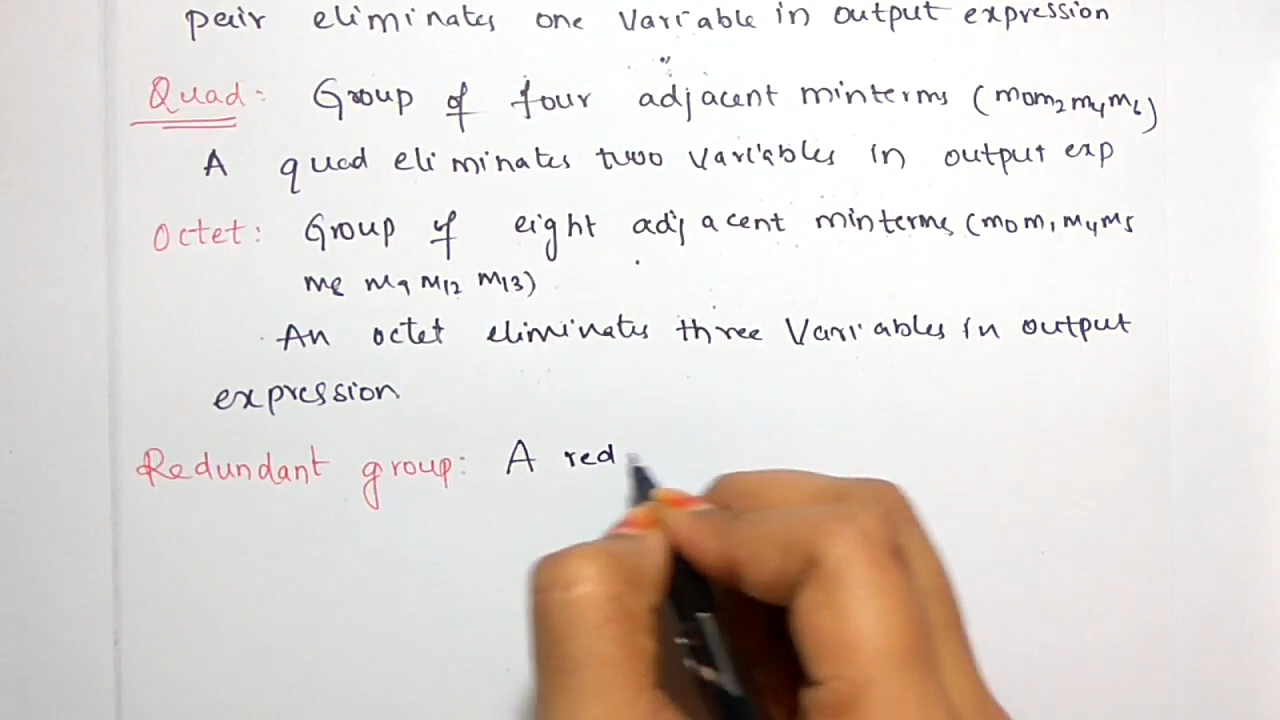 pair eliminates one variable in output expression
Quad: Group of four adjacent minterms (m0m2m4m6)
A quad eliminates two variables in output exp
Octet: Group of eight adjacent minterms (m0m1m4m5
m8 m9 m12 m13)
An octet eliminates three variables in output
expression
Redundant group: A red